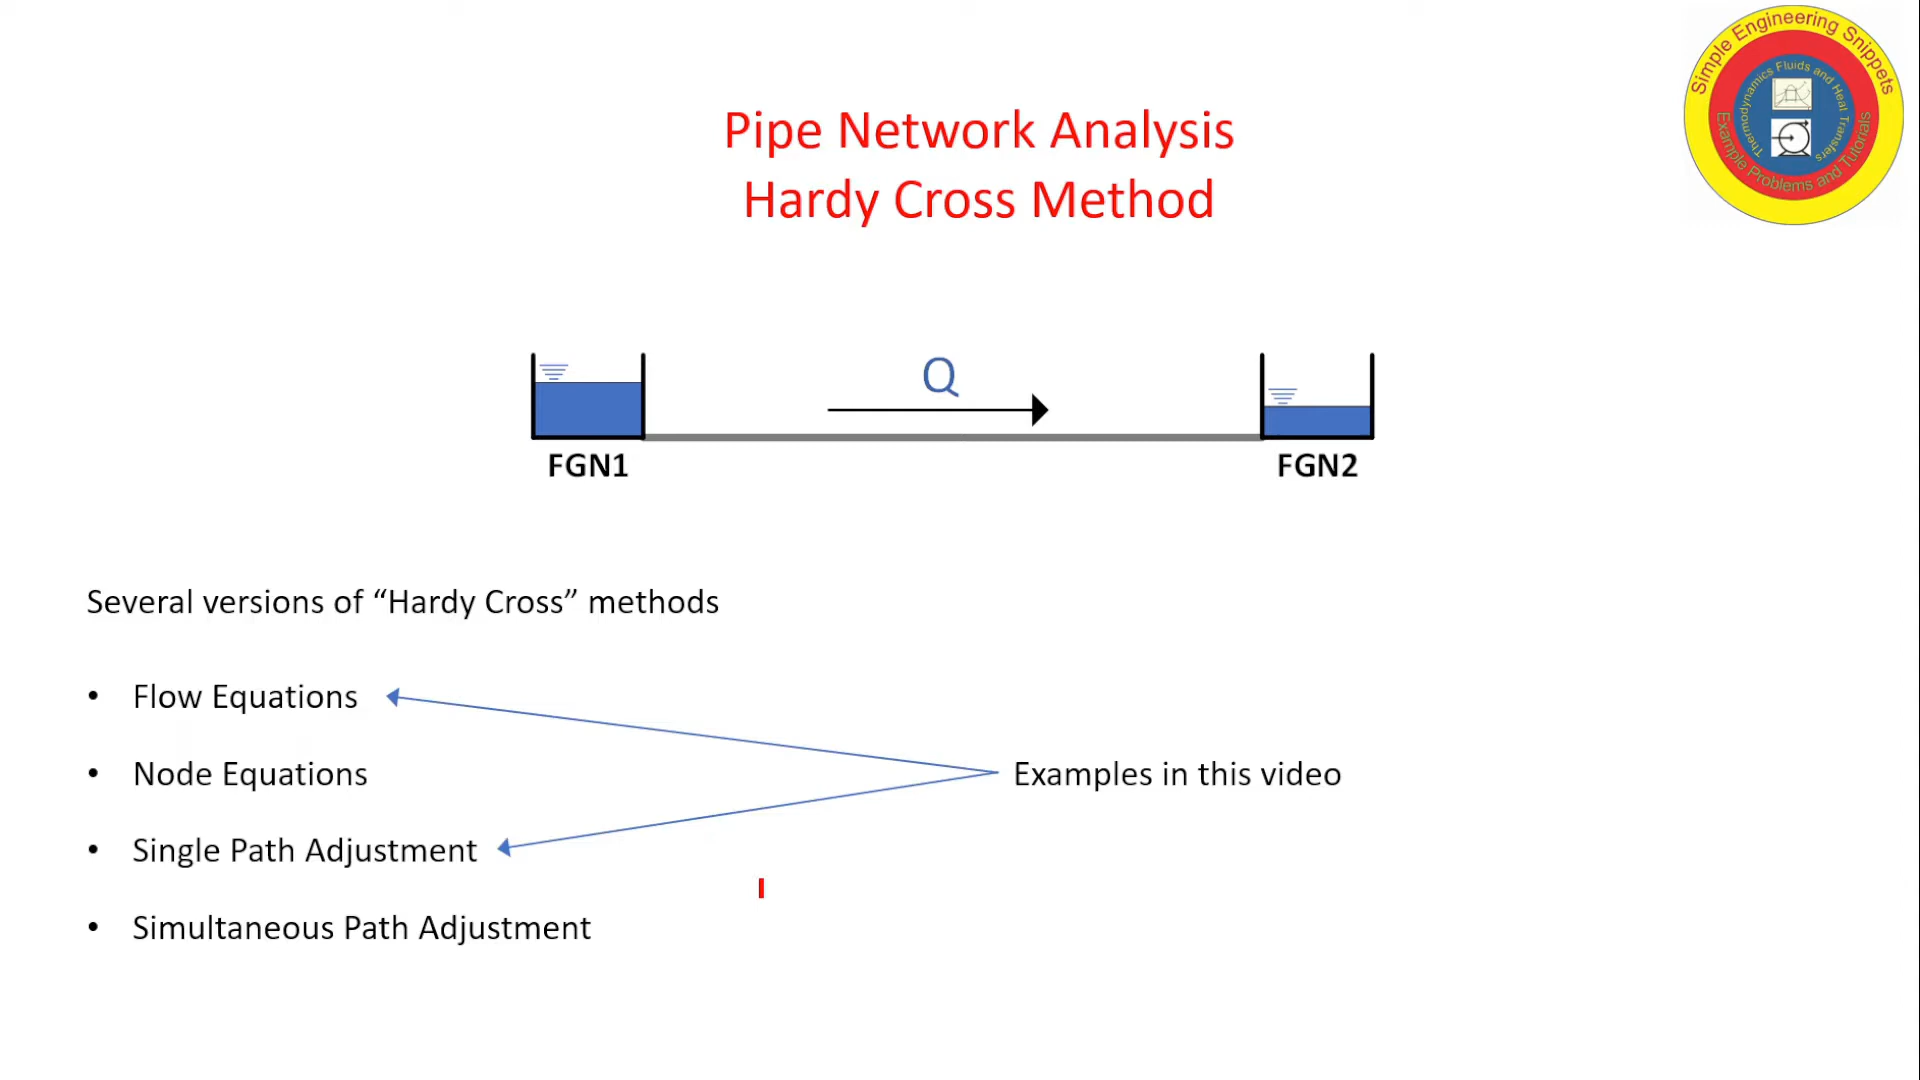 Simple Engineering Snippets
Thermodynamics Fluids and Heat Transfers
Example Problems and Tutorials
Pipe Network Analysis
Hardy Cross Method
Q
FGN1
FGN2
Several versions of “Hardy Cross” methods
• Flow Equations
• Node Equations
Examples in this video
• Single Path Adjustment
• Simultaneous Path Adjustment